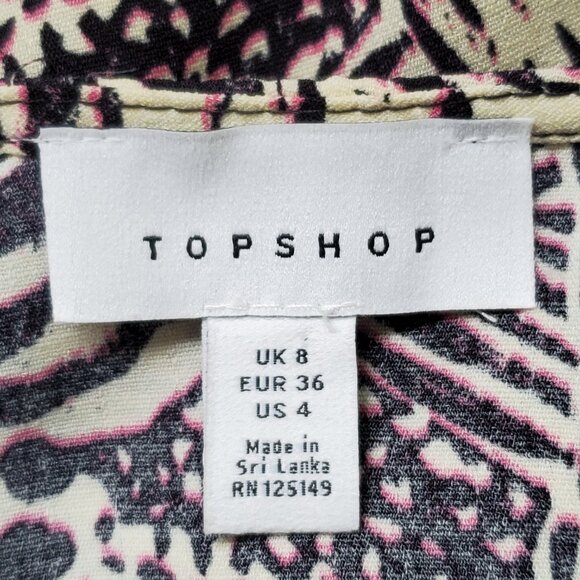 TOPSHOP
UK 8
EUR 36
US 4
Made in
Sri Lanka
RN 125149